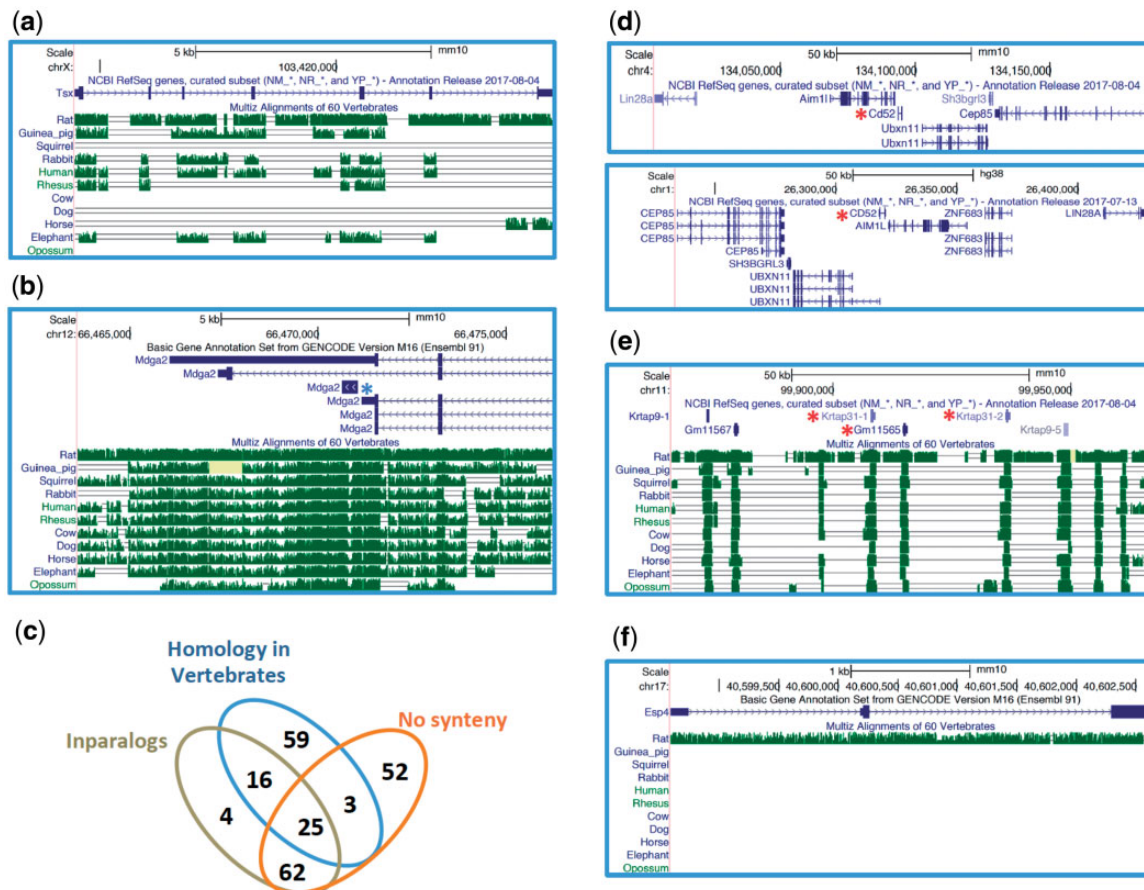 (a)
Scale 5 kb mm10
chrX: 103,420,000
NCBI RefSeq genes, curated subset (NM_*, NR_*, and YP_*) - Annotation Release 2017-08-04
Tsx
Multiz Alignments of 60 Vertebrates
Rat
Guinea_pig
Squirrel
Rabbit
Human
Rhesus
Cow
Dog
Horse
Elephant
Opossum
(b)
Scale 5 kb mm10
chr12: 66,465,000 66,470,000 66,475,000
Basic Gene Annotation Set from GENCODE Version M16 (Ensembl 91)
Mdga2
Mdga2
Mdga2 *
Mdga2
Mdga2
Mdga2
Multiz Alignments of 60 Vertebrates
Rat
Guinea_pig
Squirrel
Rabbit
Human
Rhesus
Cow
Dog
Horse
Elephant
Opossum
(c)
Homology in
Vertebrates
No synteny
Inparalogs
59
52
16
3
4
25
62
(d)
Scale 50 kb mm10
chr4: 134,050,000 134,100,000 134,150,000
NCBI RefSeq genes, curated subset (NM_*, NR_*, and YP_*) - Annotation Release 2017-08-04
Lin28a Aim1l Sh3bgrl3
* Cd52 Cep85
Ubxn11
Ubxn11
Scale 50 kb hg38
chr1: 26,300,000 26,350,000 26,400,000
NCBI RefSeq genes, curated subset (NM_*, NR_*, and YP_*) - Annotation Release 2017-07-13
CEP85 * CD52 ZNF683 LIN28A
CEP85 AIM1L
CEP85 ZNF683
CEP85 ZNF683
SH3BGRL3
UBXN11
UBXN11
UBXN11
(e)
Scale 50 kb mm10
chr11: 99,900,000 99,950,000
NCBI RefSeq genes, curated subset (NM_*, NR_*, and YP_*) - Annotation Release 2017-08-04
Krtap9-1 * Krtap31-1 * Krtap31-2
Gm11567 * Gm11565 Krtap9-5
Multiz Alignments of 60 Vertebrates
Rat
Guinea_pig
Squirrel
Rabbit
Human
Rhesus
Cow
Dog
Horse
Elephant
Opossum
(f)
Scale 1 kb mm10
chr17: 40,599,500 40,600,000 40,600,500 40,601,000 40,601,500 40,602,000 40,602,500
Basic Gene Annotation Set from GENCODE Version M16 (Ensembl 91)
Esp4
Multiz Alignments of 60 Vertebrates
Rat
Guinea_pig
Squirrel
Rabbit
Human
Rhesus
Cow
Dog
Horse
Elephant
Opossum